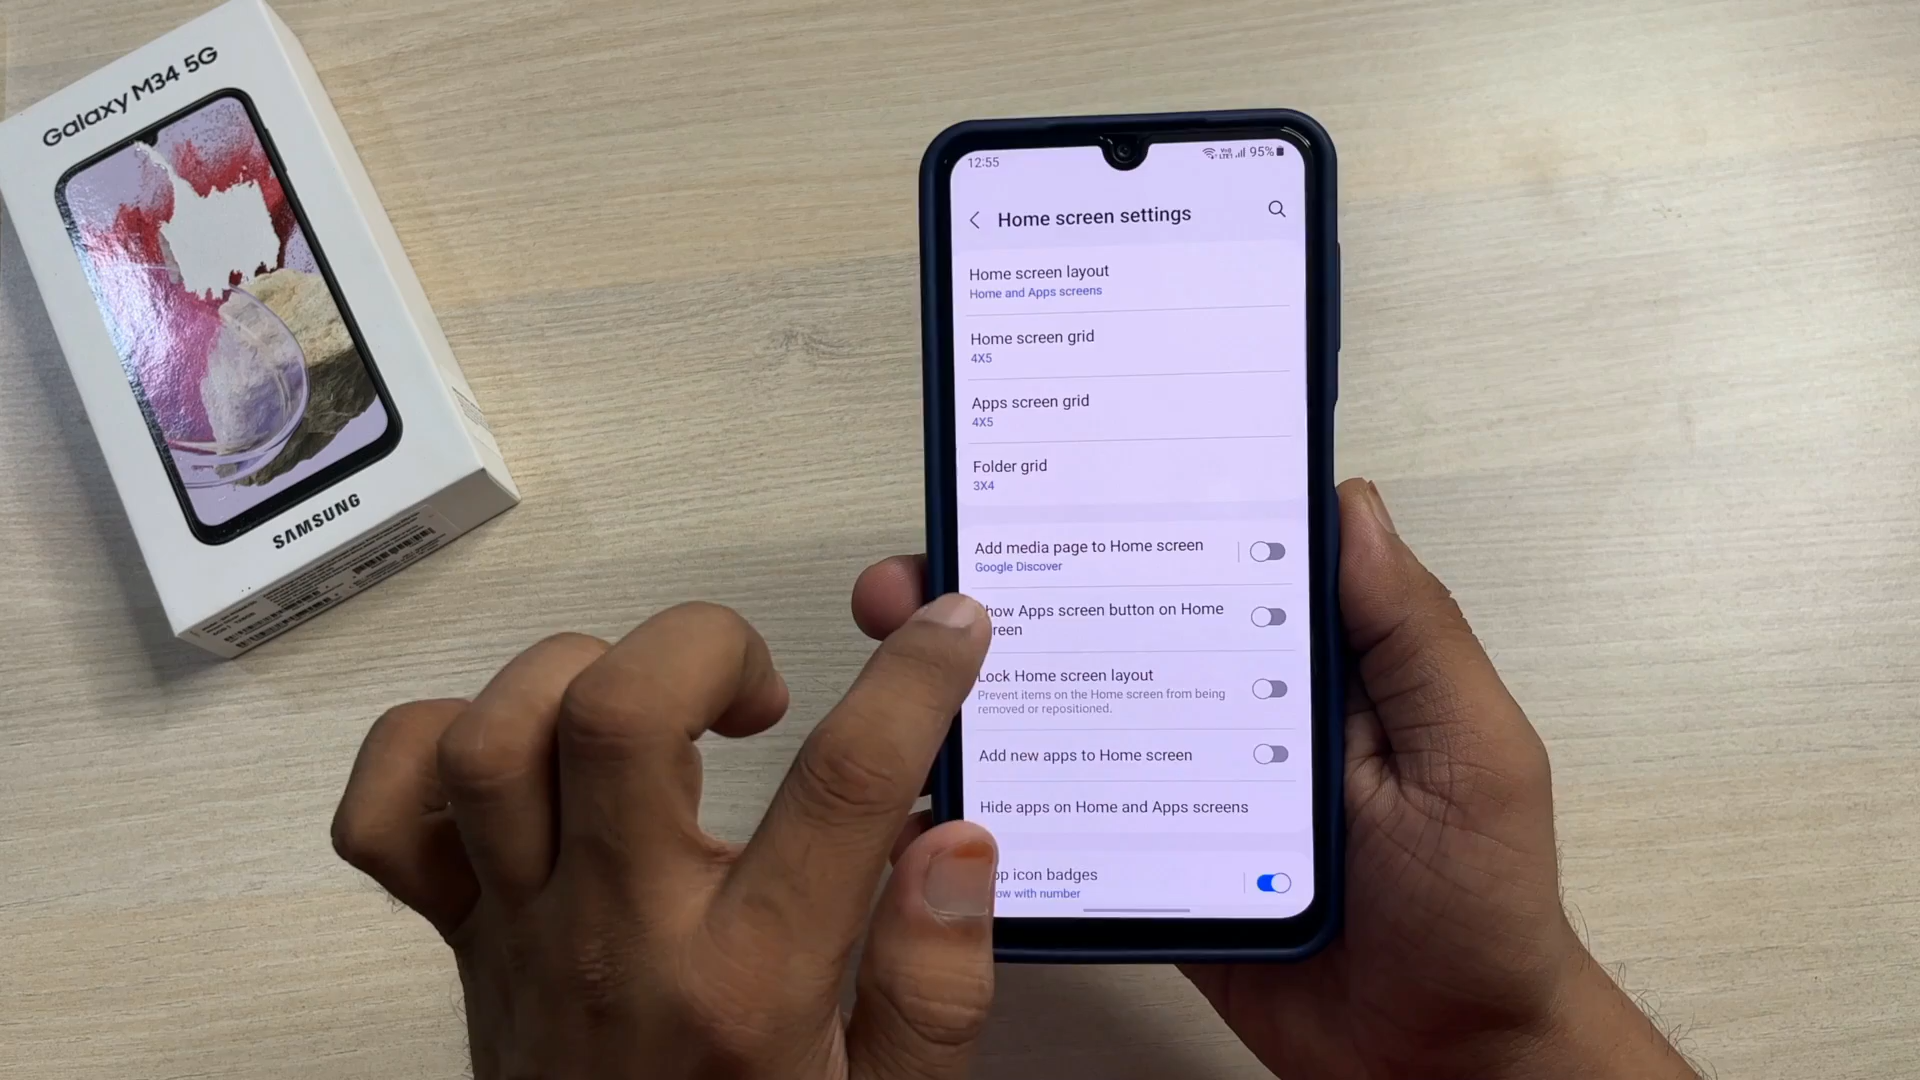 Galaxy M34 5G
SAMSUNG
12:55
95%
Home screen settings
Home screen layout
Home and Apps screens
Home screen grid
4X5
Apps screen grid
4X5
Folder grid
3X4
Add media page to Home screen
Google Discover
how Apps screen button on Home
reen
Lock Home screen layout
Prevent items on the Home screen from being
removed or repositioned.
Add new apps to Home screen
Hide apps on Home and Apps screens
pp icon badges
ow with number